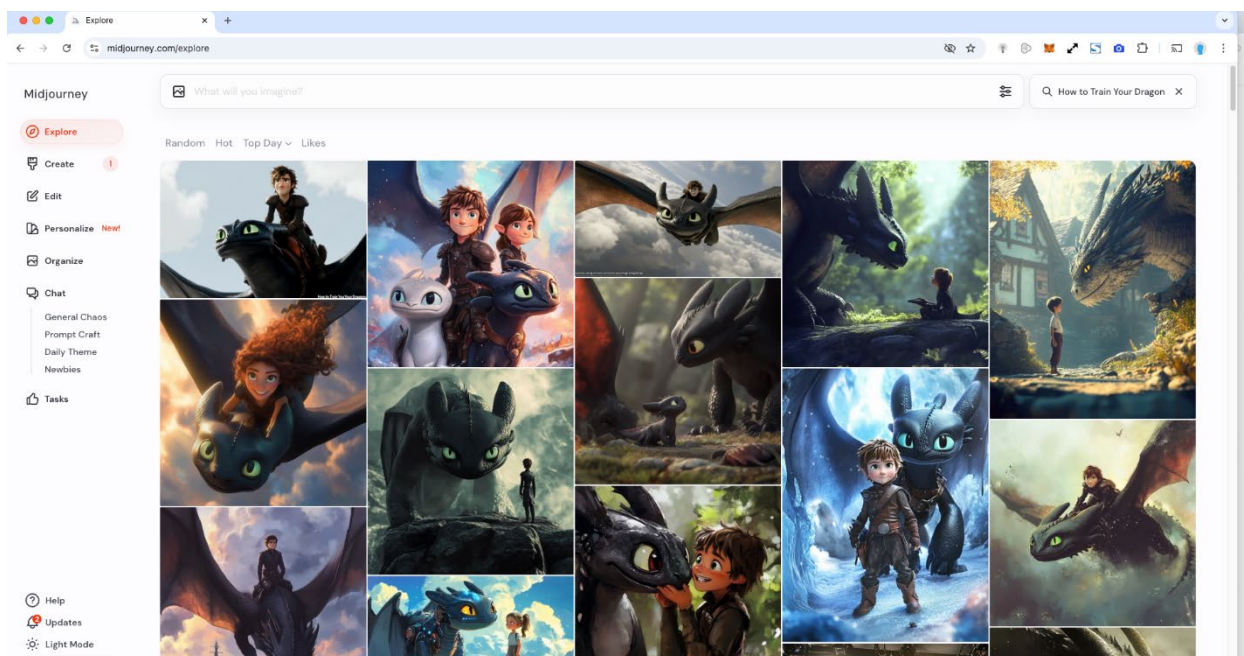 Explore
midjourney.com/explore
Midjourney
What will you imagine?
How to Train Your Dragon
Explore
Create 1
Edit
Personalize New!
Organize
Chat
General Chaos
Prompt Craft
Daily Theme
Newbies
Tasks
Help
2 Updates
Light Mode
Random Hot Top Day Likes